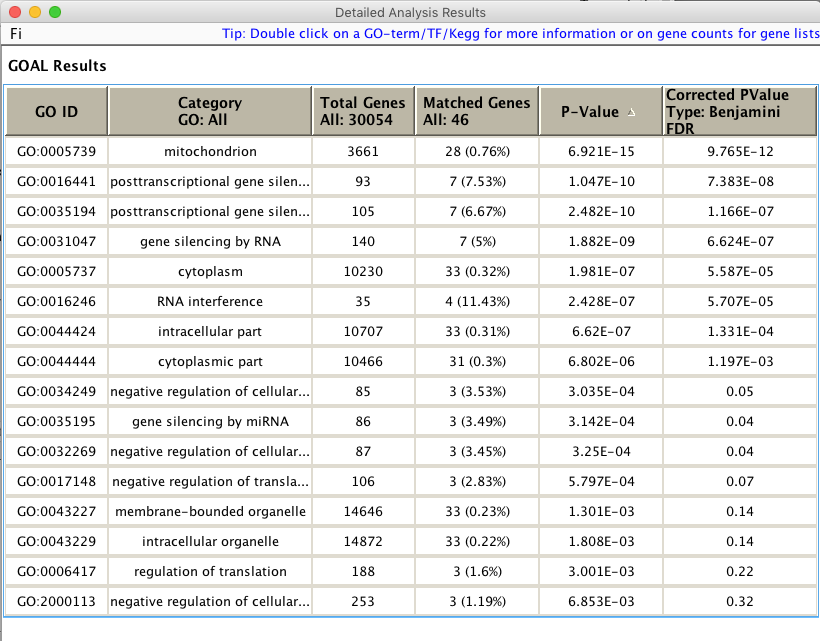 Detailed Analysis Results
Fi Tip: Double click on a GO-term/TF/Kegg for more information or on gene counts for gene lists
GOAL Results
GO ID Category GO: All Total Genes All: 30054 Matched Genes All: 46 P-Value Corrected PValue Type: Benjamini FDR
GO:0005739 mitochondrion 3661 28 (0.76%) 6.921E-15 9.765E-12
GO:0016441 posttranscriptional gene silen... 93 7 (7.53%) 1.047E-10 7.383E-08
GO:0035194 posttranscriptional gene silen... 105 7 (6.67%) 2.482E-10 1.166E-07
GO:0031047 gene silencing by RNA 140 7 (5%) 1.882E-09 6.624E-07
GO:0005737 cytoplasm 10230 33 (0.32%) 1.981E-07 5.587E-05
GO:0016246 RNA interference 35 4 (11.43%) 2.428E-07 5.707E-05
GO:0044424 intracellular part 10707 33 (0.31%) 6.62E-07 1.331E-04
GO:0044444 cytoplasmic part 10466 31 (0.3%) 6.802E-06 1.197E-03
GO:0034249 negative regulation of cellular... 85 3 (3.53%) 3.035E-04 0.05
GO:0035195 gene silencing by miRNA 86 3 (3.49%) 3.142E-04 0.04
GO:0032269 negative regulation of cellular... 87 3 (3.45%) 3.25E-04 0.04
GO:0017148 negative regulation of transla... 106 3 (2.83%) 5.797E-04 0.07
GO:0043227 membrane-bounded organelle 14646 33 (0.23%) 1.301E-03 0.14
GO:0043229 intracellular organelle 14872 33 (0.22%) 1.808E-03 0.14
GO:0006417 regulation of translation 188 3 (1.6%) 3.001E-03 0.22
GO:2000113 negative regulation of cellular... 253 3 (1.19%) 6.853E-03 0.32